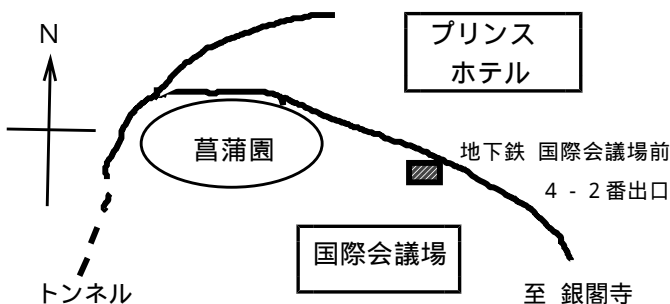 N
プリンス
ホテル
菖蒲園
地下鉄 国際会議場前
4 - 2番出口
国際会議場
トンネル
至 銀閣寺